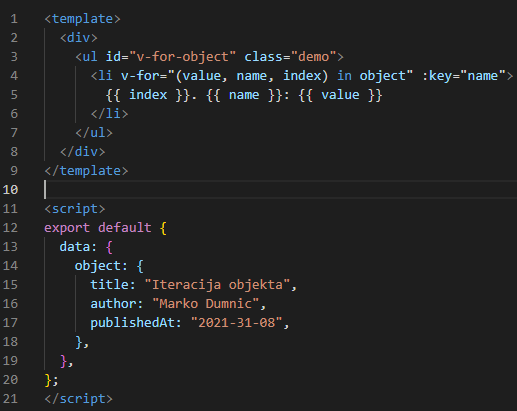 1 <template>
2   <div>
3     <ul id="v-for-object" class="demo">
4       <li v-for="(value, name, index) in object" :key="name">
5         {{ index }}. {{ name }}: {{ value }}
6       </li>
7     </ul>
8   </div>
9 </template>
10
11 <script>
12 export default {
13   data: {
14     object: {
15       title: "Iteracija objekta",
16       author: "Marko Dumnic",
17       publishedAt: "2021-31-08",
18     },
19   },
20 };
21 </script>